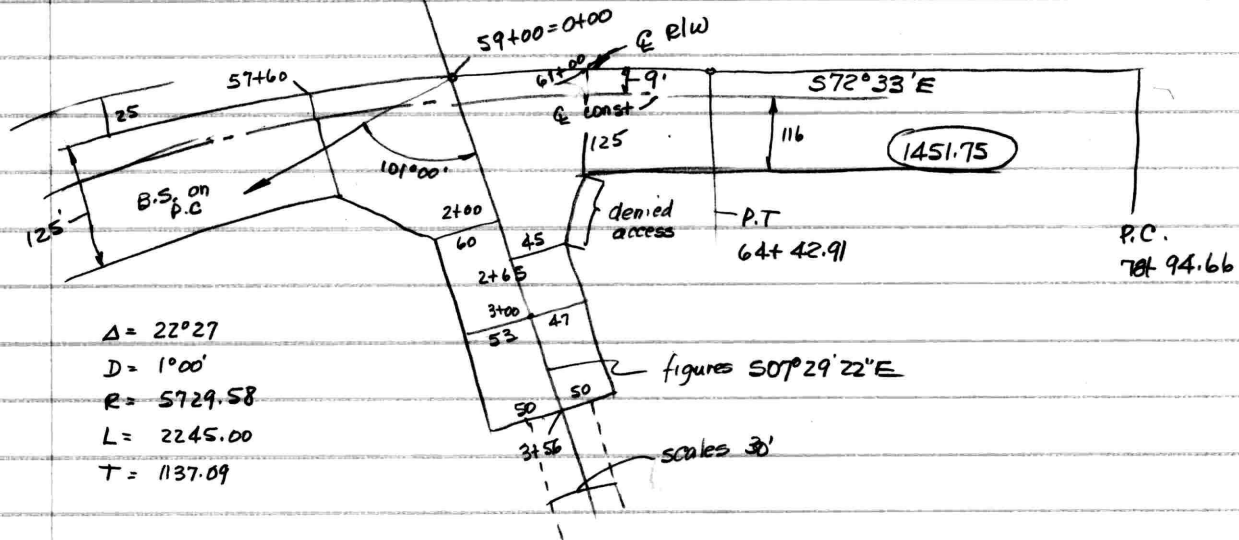 59+00=0+00
℄ R/W
57+60
61+00
9'
S72°33'E
25
℄ const
125
116
1451.75
101°00'
B.S. on
P.C
125'
2+00
60
45
denied
access
P.T
64+42.91
P.C.
78+94.66
2+65
3+00
53
47
Δ= 22°27
D= 1°00'
R= 5729.58
L= 2245.00
T= 1137.09
figures S07°29'22"E
50
50
3+56
scales 30'